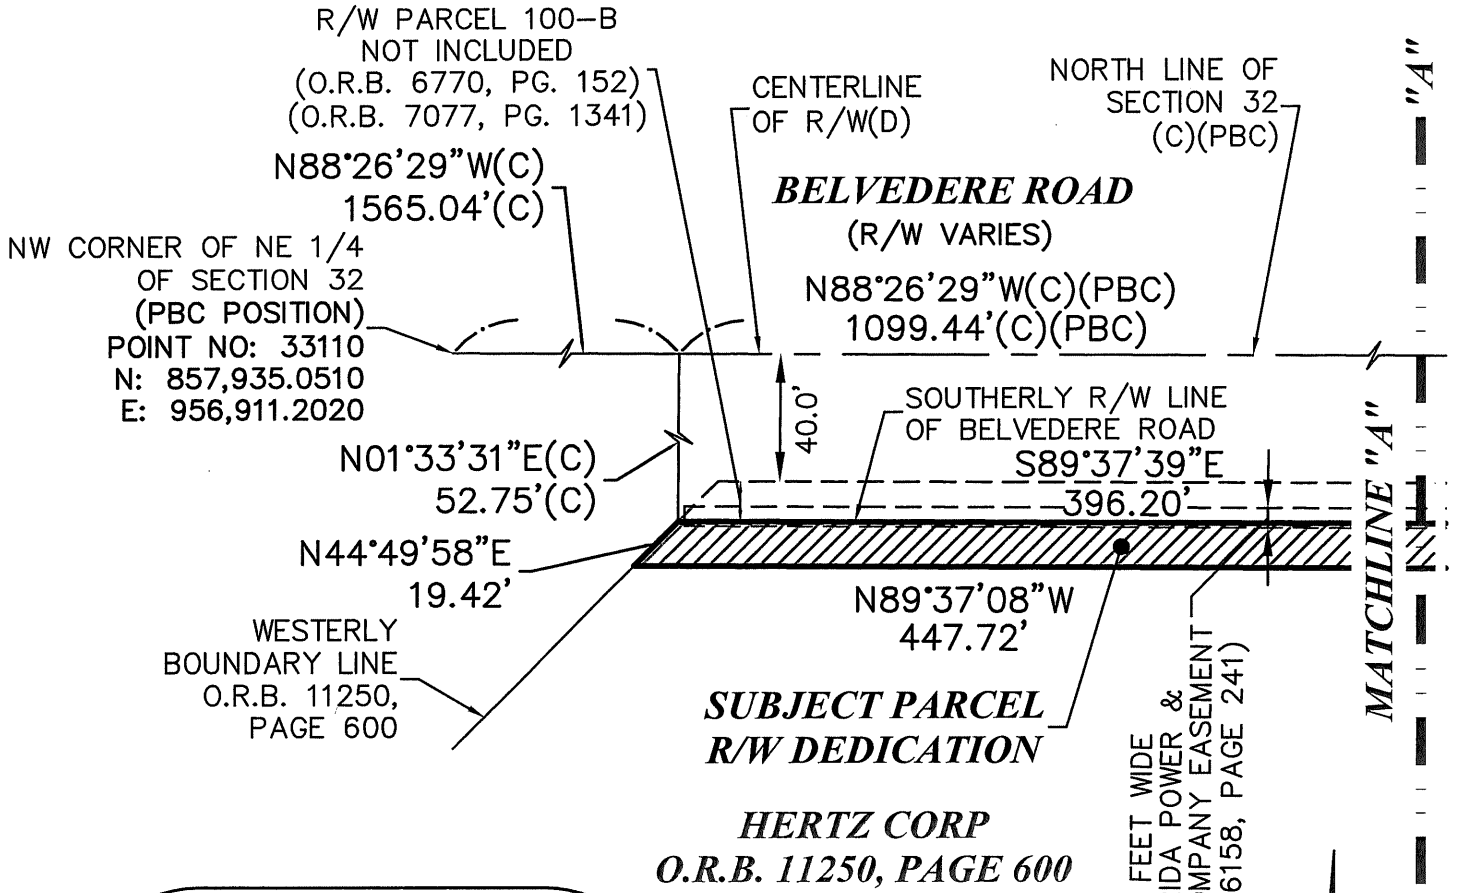 R/W PARCEL 100-B
NOT INCLUDED
(O.R.B. 6770, PG. 152)
(O.R.B. 7077, PG. 1341)
CENTERLINE
OF R/W(D)
NORTH LINE OF
SECTION 32
(C)(PBC)
"A"
N88°26'29"W(C)
1565.04'(C)
BELVEDERE ROAD
(R/W VARIES)
NW CORNER OF NE 1/4
OF SECTION 32
(PBC POSITION)
POINT NO: 33110
N: 857,935.0510
E: 956,911.2020
N88°26'29"W(C)(PBC)
1099.44'(C)(PBC)
40.0'
SOUTHERLY R/W LINE
OF BELVEDERE ROAD
N01°33'31"E(C)
52.75'(C)
S89°37'39"E
396.20'
MATCHLINE "A"
N44°49'58"E
19.42'
N89°37'08"W
447.72'
WESTERLY
BOUNDARY LINE
O.R.B. 11250,
PAGE 600
SUBJECT PARCEL
R/W DEDICATION
FEET WIDE
IDA POWER &
MPANY EASEMENT
6158, PAGE 241)
HERTZ CORP
O.R.B. 11250, PAGE 600